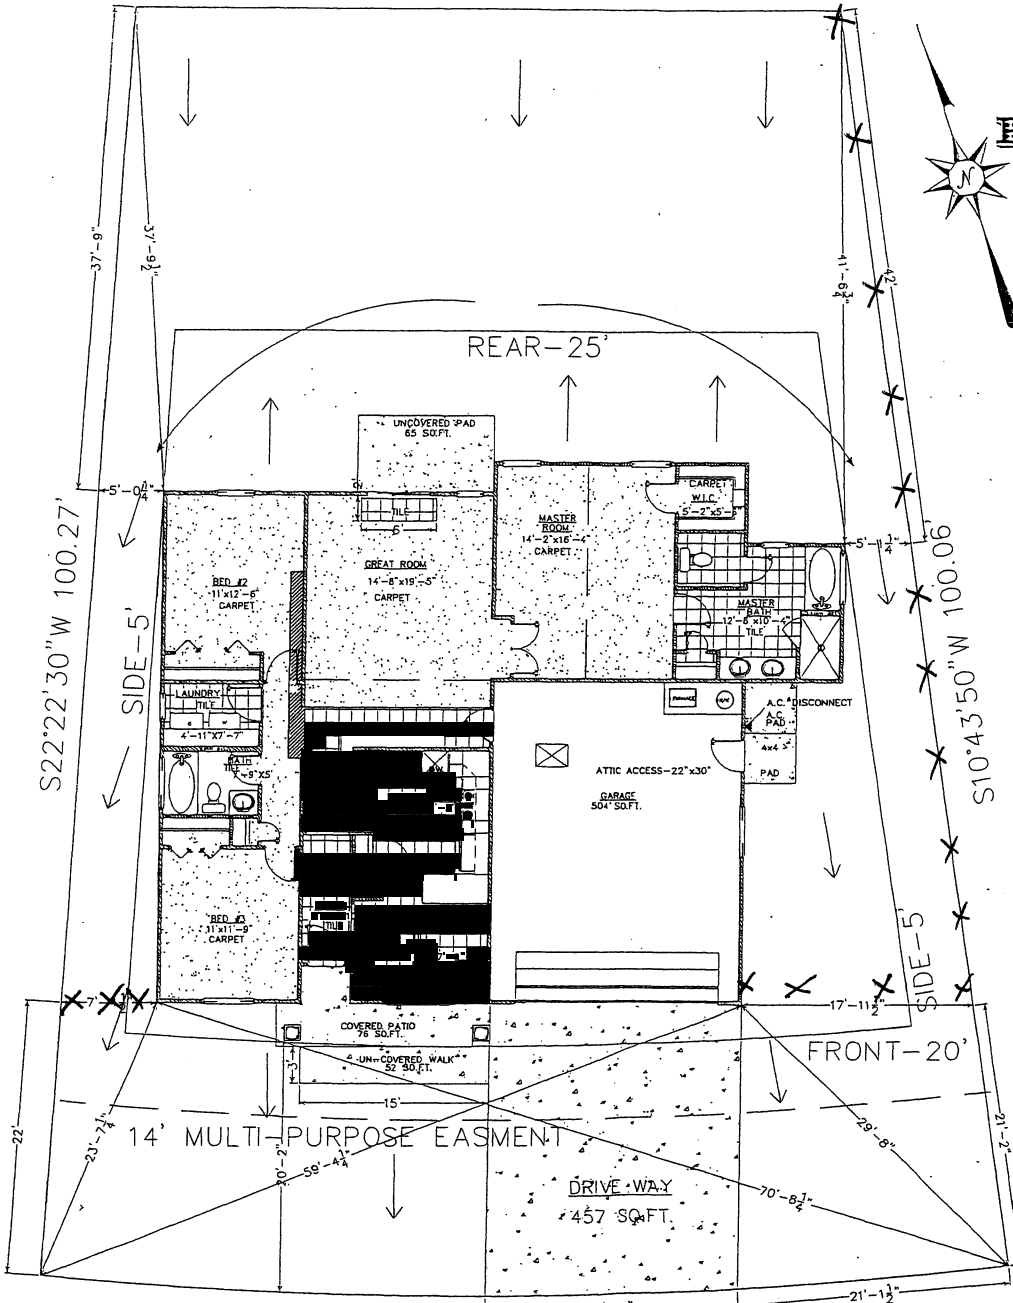 N
37'-9"
37'-9½"
41'-6¾"
42'
REAR-25'
UNCOVERED PAD
65 SQ.FT.
5'-0¼"
TILE
6'
CARPET
W.I.C.
MASTER
ROOM
14'-2"x16'-4"
CARPET
GREAT ROOM
14'-8"x19'-5"
CARPET
BED #2
11'x12'-6"
CARPET
5'-1¼"
MASTER
BATH
12'-8"x10'-4"
TILE
S22°22'30"W 100.27'
SIDE-5'
S10°43'50"W 100.06'
LAUNDRY
TILE
4'-11"X7'-7"
BATH
TILE
A.C. DISCONNECT
A.C.
PAD
4x4
PAD
ATTIC ACCESS-22"x30"
GARAGE
504 SQ.FT.
BED #3
11'x11'-9"
CARPET
SIDE-5'
7'
17'-11½"
COVERED PATIO
76 SQ.FT.
UN-COVERED WALK
52 SQ.FT.
3'
FRONT-20'
15'
14' MULTI-PURPOSE EASMENT
22'
23'-7¼"
20'-2"
59'-4¼"
29'-8"
21'-2"
70'-8¼"
DRIVE WAY
457 SQ.FT.
21'-1½"